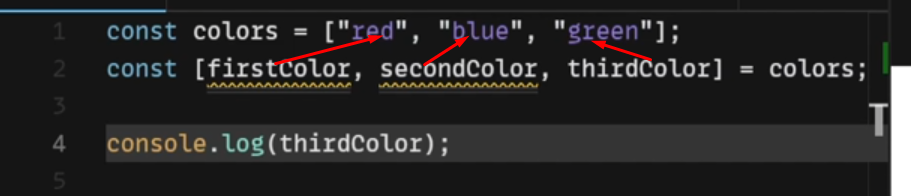 1 const colors = ["red", "blue", "green"];
2 const [firstColor, secondColor, thirdColor] = colors;
3
4 console.log(thirdColor);
5